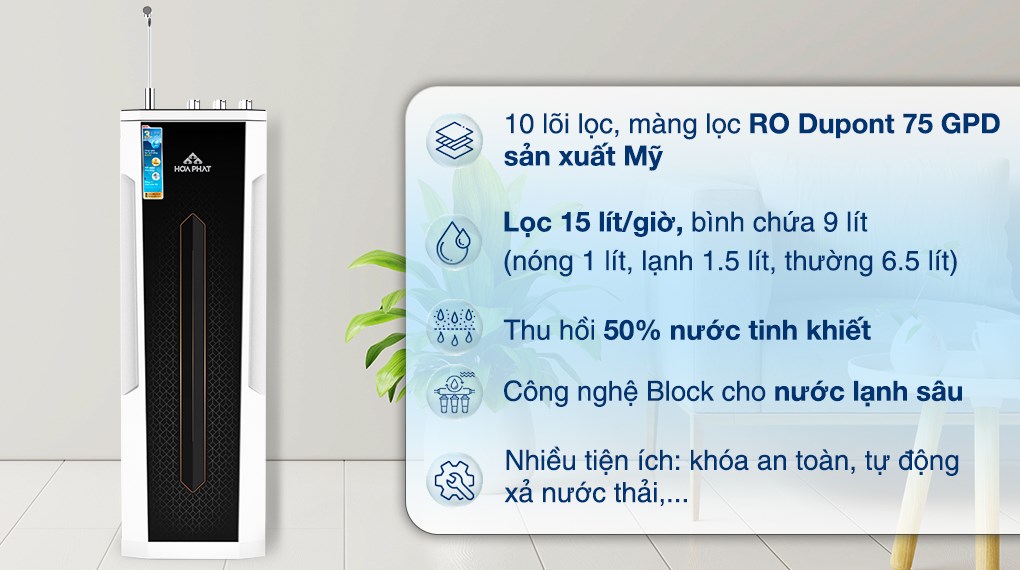 HOA PHAT
10 lõi lọc, màng lọc RO Dupont 75 GPD
sản xuất Mỹ
Lọc 15 lít/giờ, bình chứa 9 lít
(nóng 1 lít, lạnh 1.5 lít, thường 6.5 lít)
Thu hồi 50% nước tinh khiết
Công nghệ Block cho nước lạnh sâu
Nhiều tiện ích: khóa an toàn, tự động
xả nước thải,...